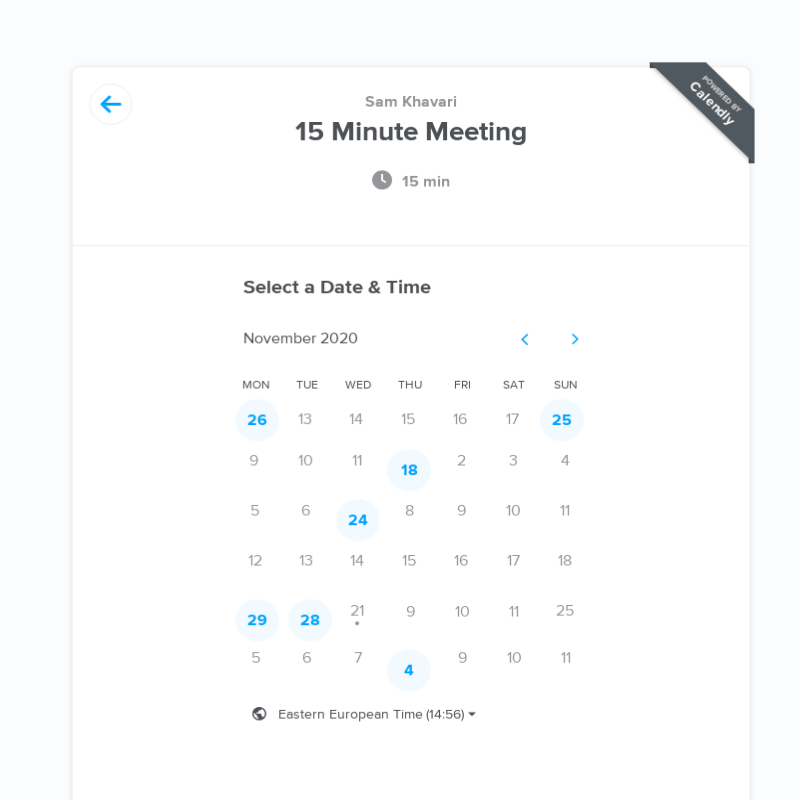 POWERED BY
Calendly
Sam Khavari
15 Minute Meeting
15 min
Select a Date & Time
November 2020
MON TUE WED THU FRI SAT SUN
26 13 14 15 16 17 25
9 10 11 18 2 3 4
5 6 24 8 9 10 11
12 13 14 15 16 17 18
29 28 21 9 10 11 25
5 6 7 4 9 10 11
Eastern European Time (14:56)